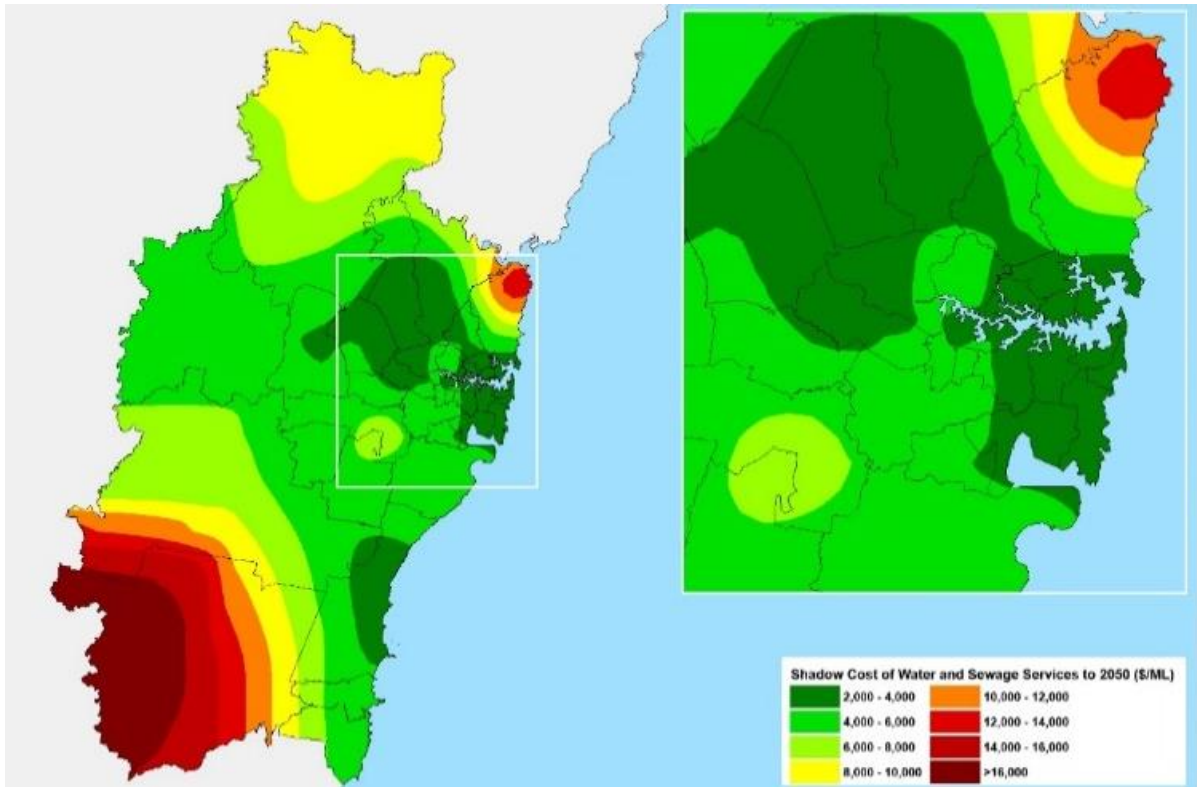 Shadow Cost of Water and Sewage Services to 2050 ($/ML)
2,000 - 4,000
10,000 - 12,000
4,000 - 6,000
12,000 - 14,000
6,000 - 8,000
14,000 - 16,000
8,000 - 10,000
>16,000